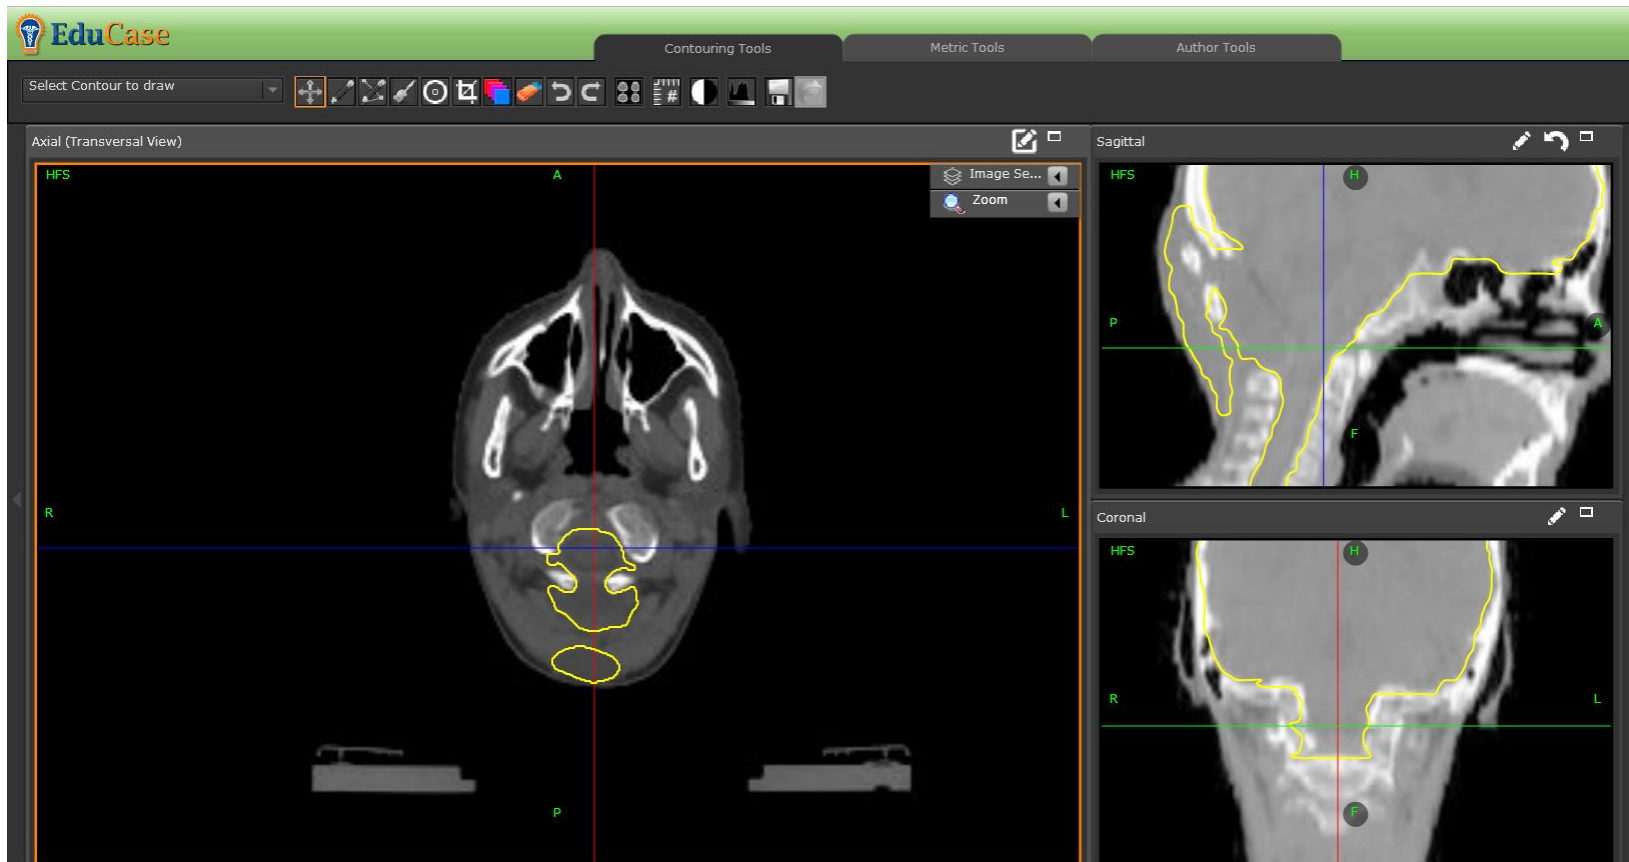 EduCase
Contouring Tools
Metric Tools
Author Tools
Select Contour to draw
#
Axial (Transversal View)
HFS
A
Image Se...
Zoom
R
L
P
Sagittal
HFS
H
P
A
F
Coronal
HFS
H
R
L
F